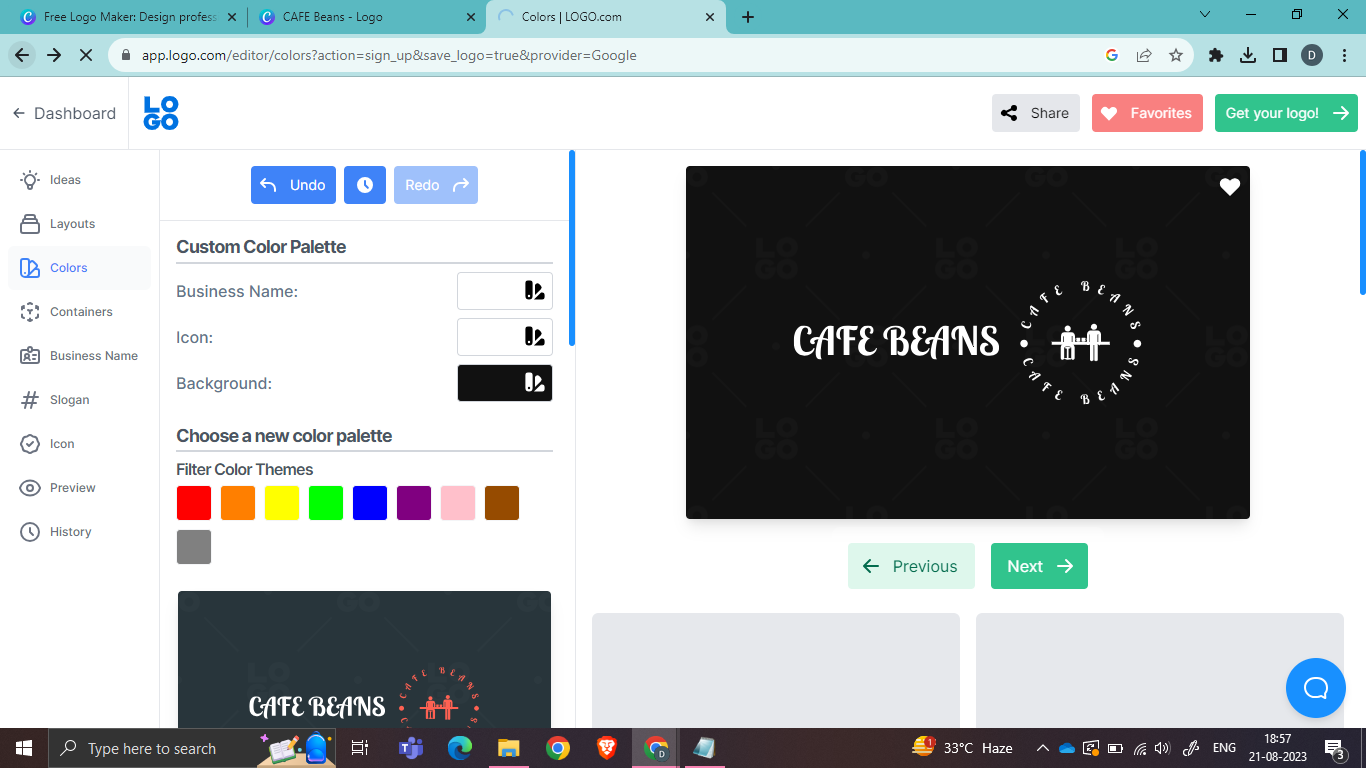 Free Logo Maker: Design profess
CAFE Beans - Logo
Colors | LOGO.com
app.logo.com/editor/colors?action=sign_up&save_logo=true&provider=Google
D
Dashboard
LO
GO
Share
Favorites
Get your logo!
Ideas
Layouts
Colors
Containers
Business Name
Slogan
Icon
Preview
History
Undo
Redo
Custom Color Palette
Business Name:
Icon:
Background:
Choose a new color palette
Filter Color Themes
CAFE BEANS
CAFE BEANS
CAFE BEANS
Previous
Next
CAFE BEANS
CAFE BEANS
Type here to search
33°C Haze
ENG
18:57
21-08-2023
3